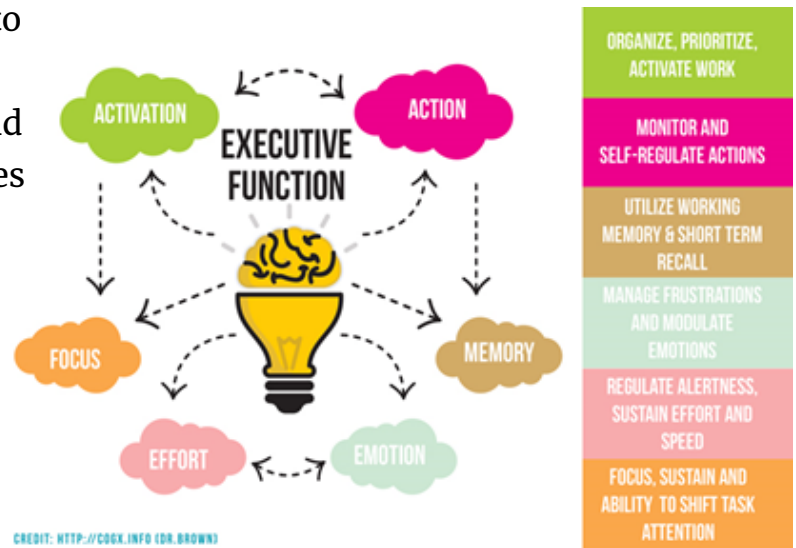 to
es
ACTIVATION
ACTION
EXECUTIVE
FUNCTION
FOCUS
MEMORY
EFFORT
EMOTION
CREDIT: HTTP://COGX.INFO (DR.BROWN)
ORGANIZE, PRIORITIZE,
ACTIVATE WORK
MONITOR AND
SELF-REGULATE ACTIONS
UTILIZE WORKING
MEMORY & SHORT TERM
RECALL
MANAGE FRUSTRATIONS
AND MODULATE
EMOTIONS
REGULATE ALERTNESS,
SUSTAIN EFFORT AND
SPEED
FOCUS, SUSTAIN AND
ABILITY TO SHIFT TASK
ATTENTION